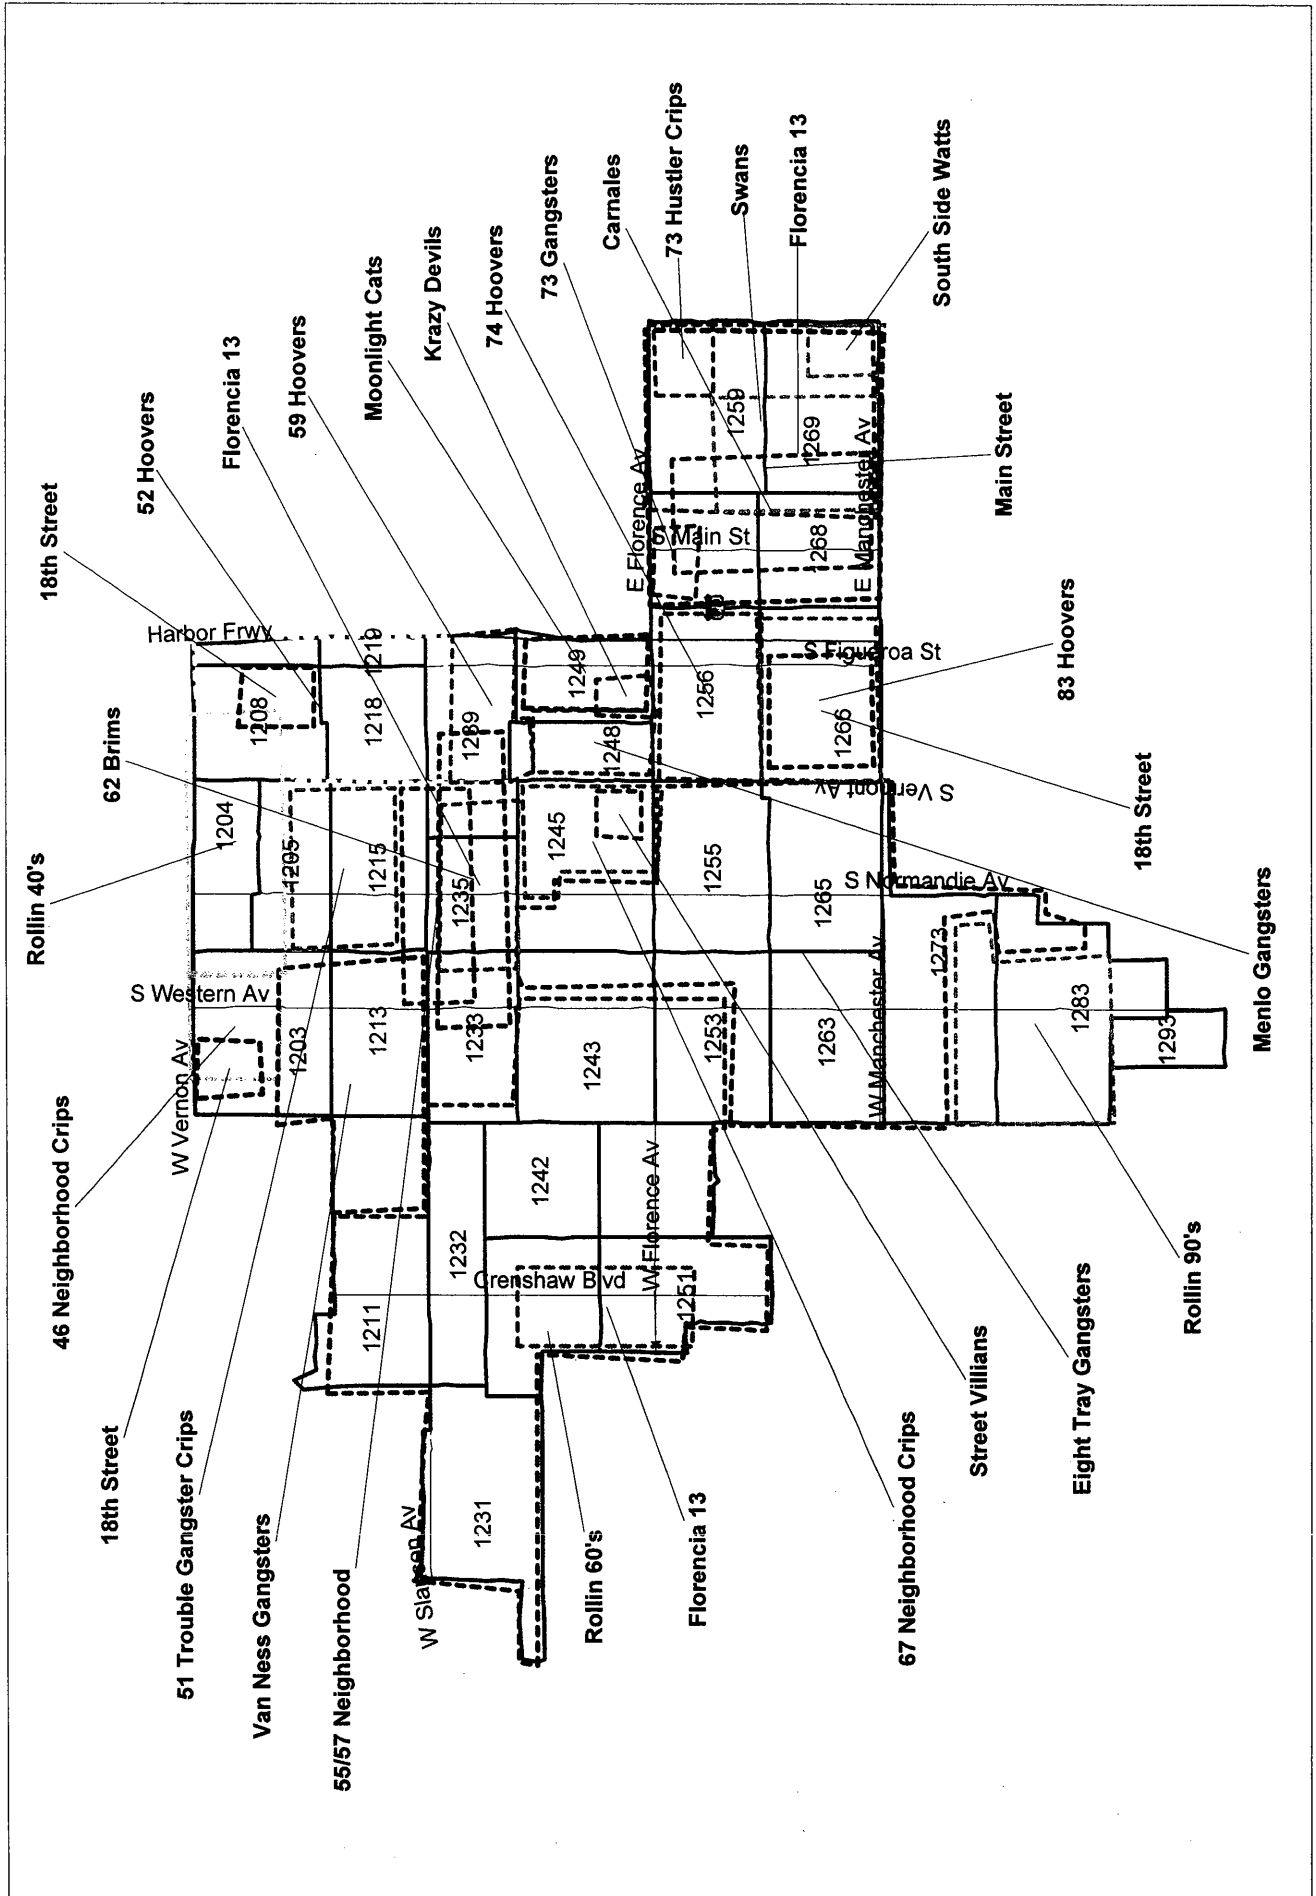 Rollin 40's
18th Street
62 Brims
52 Hoovers
Florencia 13
59 Hoovers
Moonlight Cats
Krazy Devils
74 Hoovers
73 Gangsters
Carnales
73 Hustler Crips
Swans
Florencia 13
South Side Watts
Main Street
83 Hoovers
18th Street
Menlo Gangsters
Rollin 90's
Eight Tray Gangsters
Street Villians
67 Neighborhood Crips
Florencia 13
Rollin 60's
55/57 Neighborhood
Van Ness Gangsters
51 Trouble Gangster Crips
18th Street
46 Neighborhood Crips
Harbor Frwy
S Western Av
W Vernon Av
W Slauson Av
Crenshaw Blvd
W Florence Av
E Florence Av
S Main St
E Manchester Av
S Figueroa St
S Vermont Av
S Normandie Av
W Manchester Av
1204
1208
1219
1205
1218
1203
1215
1213
1211
1239
1235
1233
1232
1231
1249
1248
1245
1243
1242
1259
1256
1255
1253
1251
1269
1268
1266
1265
1263
1273
1283
1293